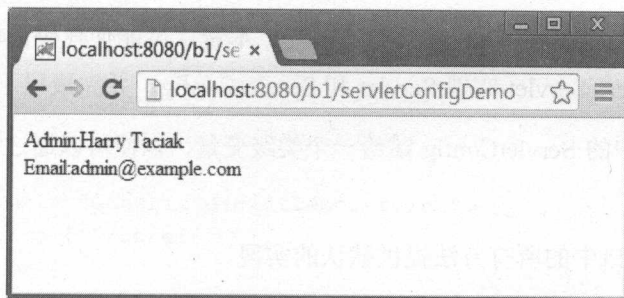 localhost:8080/b1/se ×
localhost:8080/b1/servletConfigDemo
Admin:Harry Taciak
Email:admin@example.com